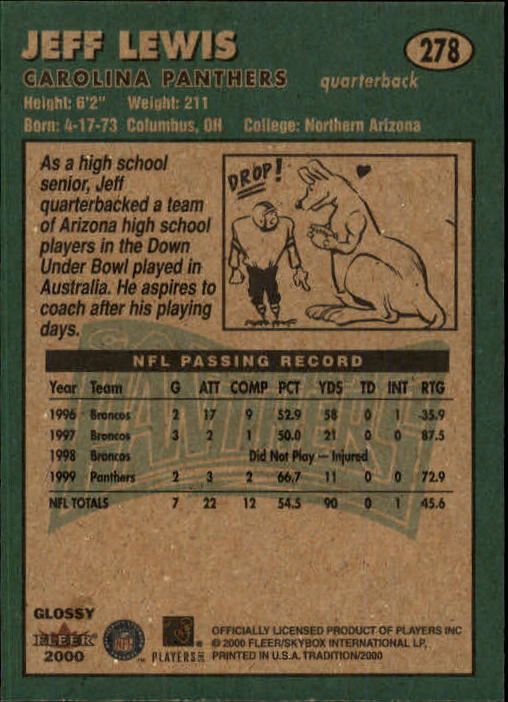 JEFF LEWIS
278
CAROLINA PANTHERS quarterback
Height: 6'2" Weight: 211
Born: 4-17-73 Columbus, OH College: Northern Arizona
As a high school
senior, Jeff
quarterbacked a team
of Arizona high school
players in the Down
Under Bowl played in
Australia. He aspires to
coach after his playing
days.
DROP!
PANTHERS
NFL PASSING RECORD
Year Team G ATT COMP PCT YDS TD INT RTG
1996 Broncos 2 17 9 52.9 58 0 1 35.9
1997 Broncos 3 2 1 50.0 21 0 0 87.5
1998 Broncos Did Not Play — Injured
1999 Panthers 2 3 2 66.7 11 0 0 72.9
NFL TOTALS 7 22 12 54.5 90 0 1 45.6
GLOSSY
FLEER
2000
NFL
PLAYERS INC
OFFICIALLY LICENSED PRODUCT OF PLAYERS INC
© 2000 FLEER/SKYBOX INTERNATIONAL LP,
PRINTED IN U.S.A. TRADITION/2000